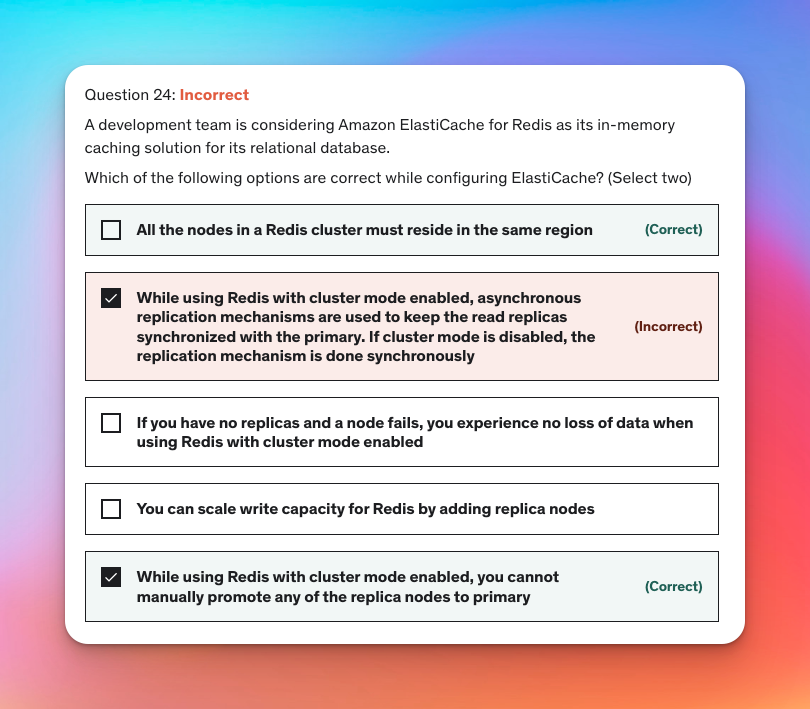 Question 24: Incorrect
A development team is considering Amazon ElastiCache for Redis as its in-memory
caching solution for its relational database.
Which of the following options are correct while configuring ElastiCache? (Select two)
All the nodes in a Redis cluster must reside in the same region
(Correct)
While using Redis with cluster mode enabled, asynchronous
replication mechanisms are used to keep the read replicas
synchronized with the primary. If cluster mode is disabled, the
replication mechanism is done synchronously
(Incorrect)
If you have no replicas and a node fails, you experience no loss of data when
using Redis with cluster mode enabled
You can scale write capacity for Redis by adding replica nodes
While using Redis with cluster mode enabled, you cannot
manually promote any of the replica nodes to primary
(Correct)